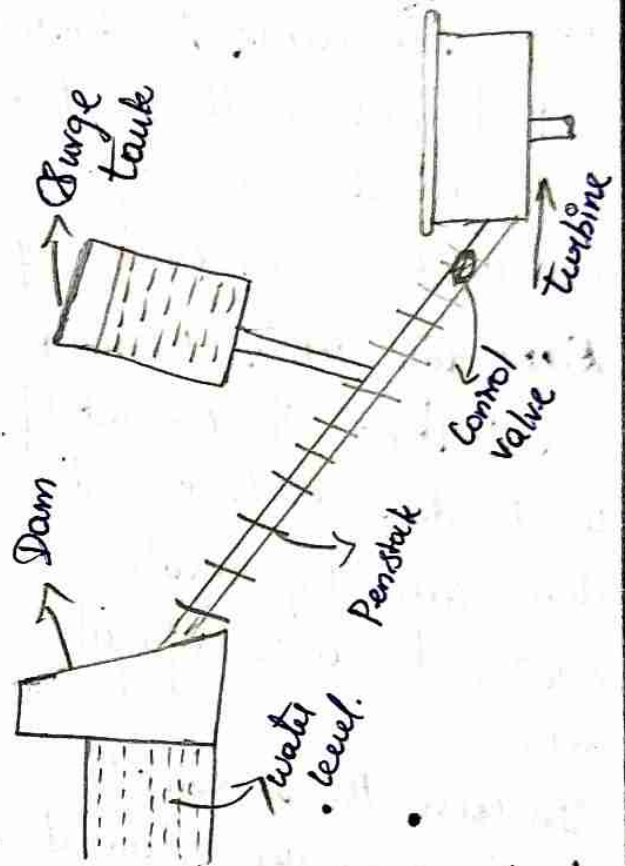 Dam
Surge
tank
Water
level.
Penstock
Control
valve
turbine